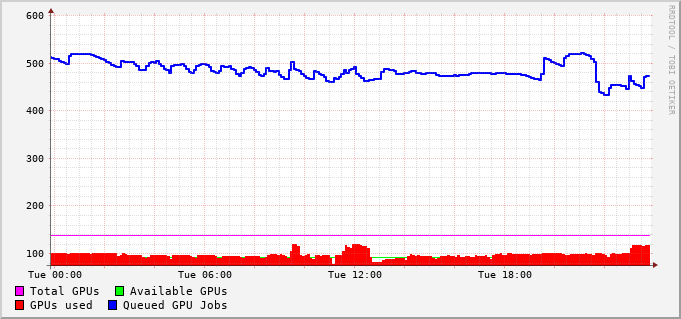 600
500
400
300
200
100
Tue 00:00 Tue 06:00 Tue 12:00 Tue 18:00
Total GPUs Available GPUs
GPUs used Queued GPU Jobs
RRDTOOL / TOBI OETIKER